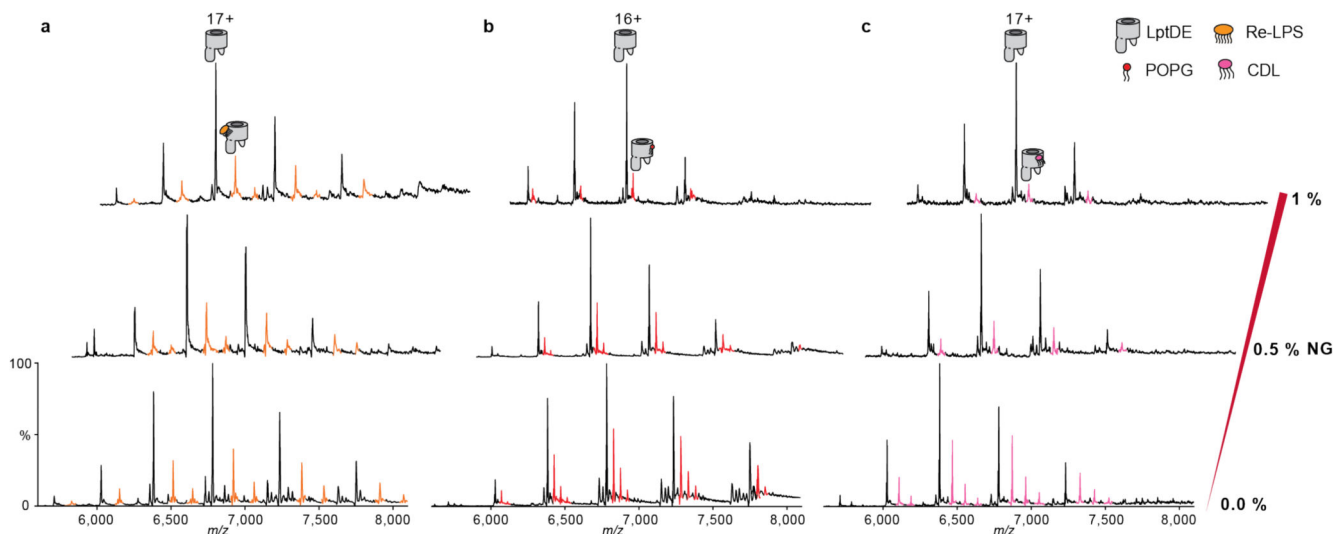 a 17+ b 16+ c 17+
LptDE Re-LPS
POPG CDL
1 %
0.5 % NG
100
%
0
0.0 %
6,000 6,500 7,000 7,500 8,000
m/z
6,000 6,500 7,000 7,500 8,000
m/z
6,000 6,500 7,000 7,500 8,000
m/z